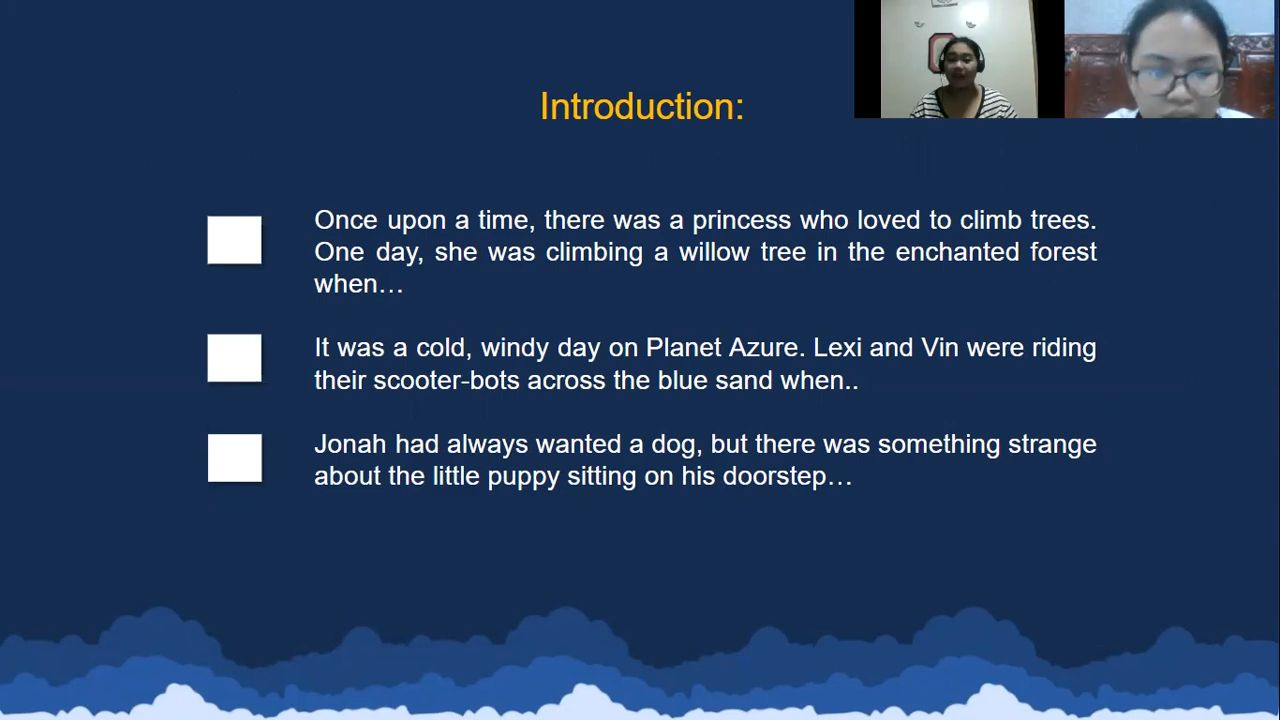 Introduction:
Once upon a time, there was a princess who loved to climb trees.
One day, she was climbing a willow tree in the enchanted forest
when…
It was a cold, windy day on Planet Azure. Lexi and Vin were riding
their scooter-bots across the blue sand when..
Jonah had always wanted a dog, but there was something strange
about the little puppy sitting on his doorstep…